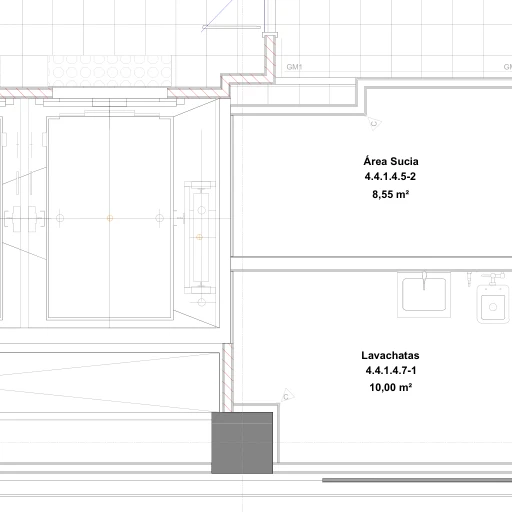 GM1
GM
C
Área Sucia
4.4.1.4.5-2
8,55 m²
Lavachatas
4.4.1.4.7-1
10,00 m²
C